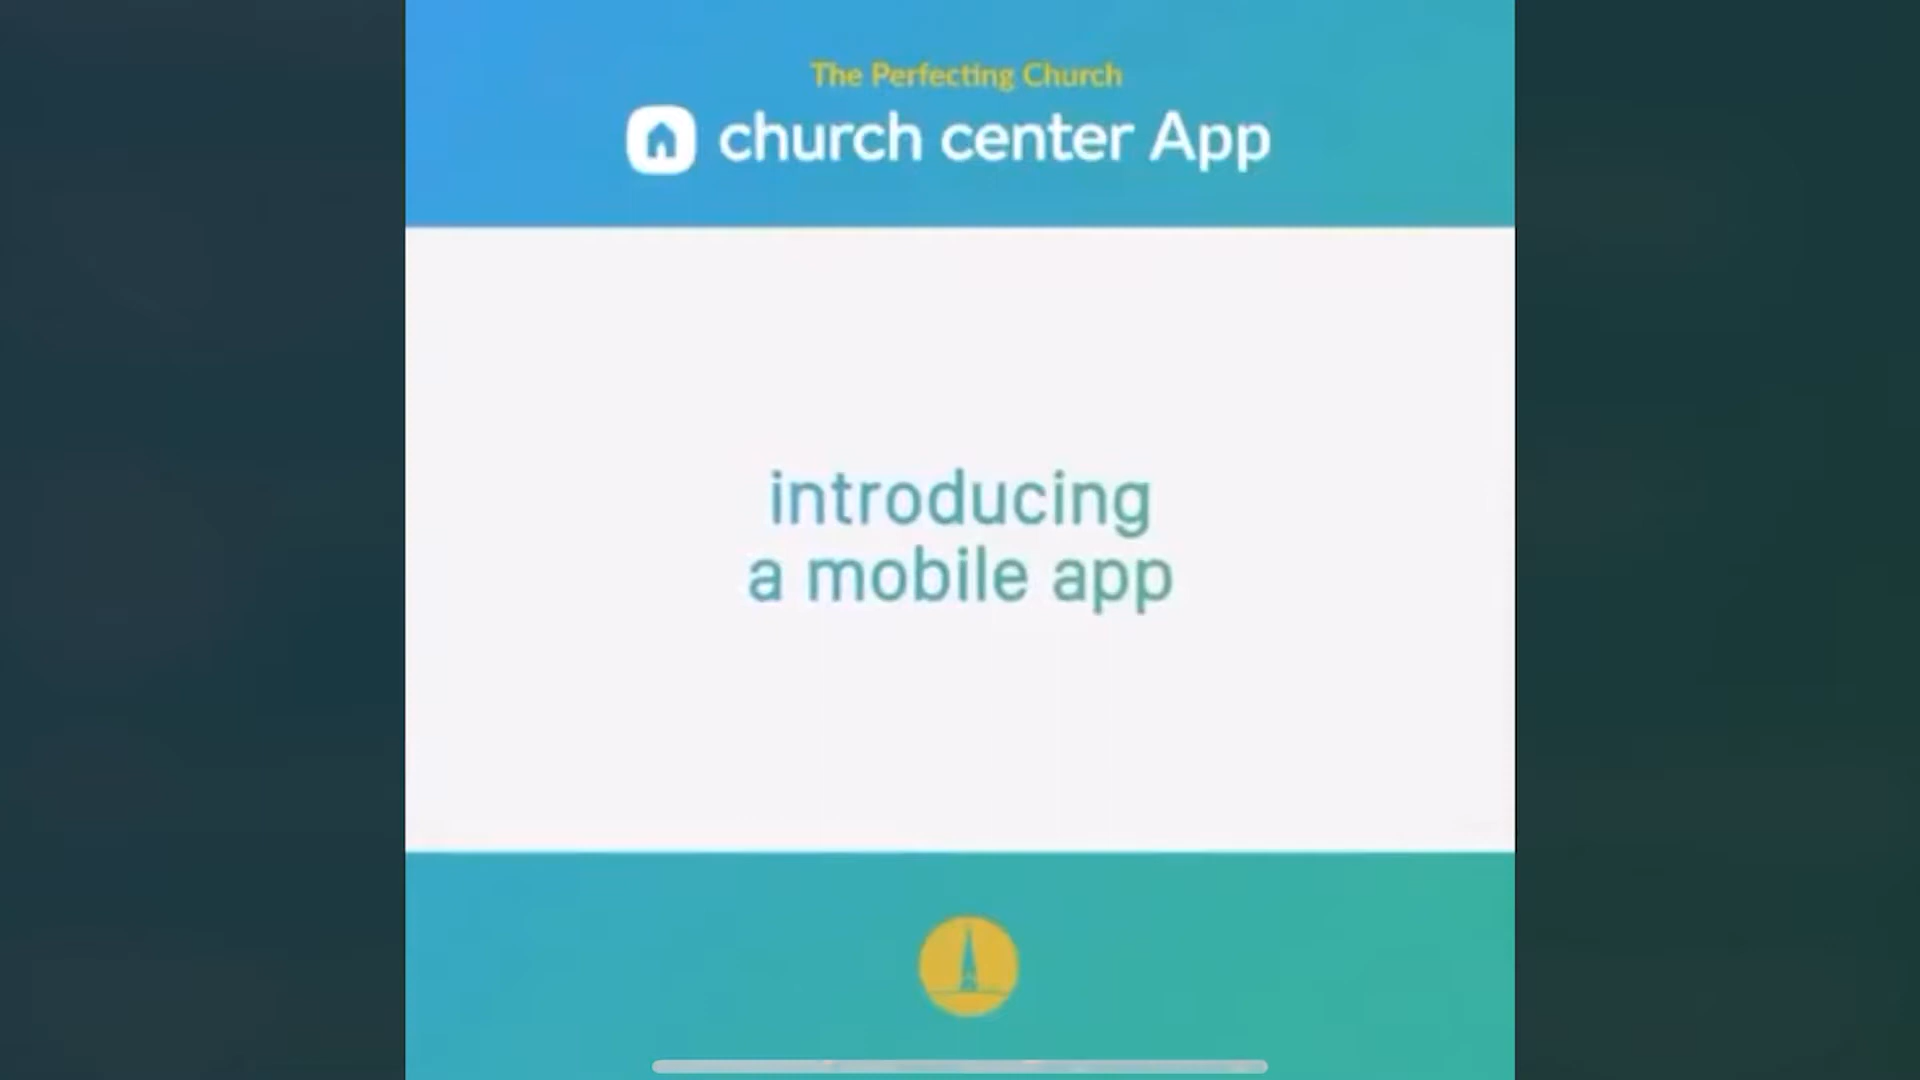 The Perfecting Church
church center App
introducing
a mobile app